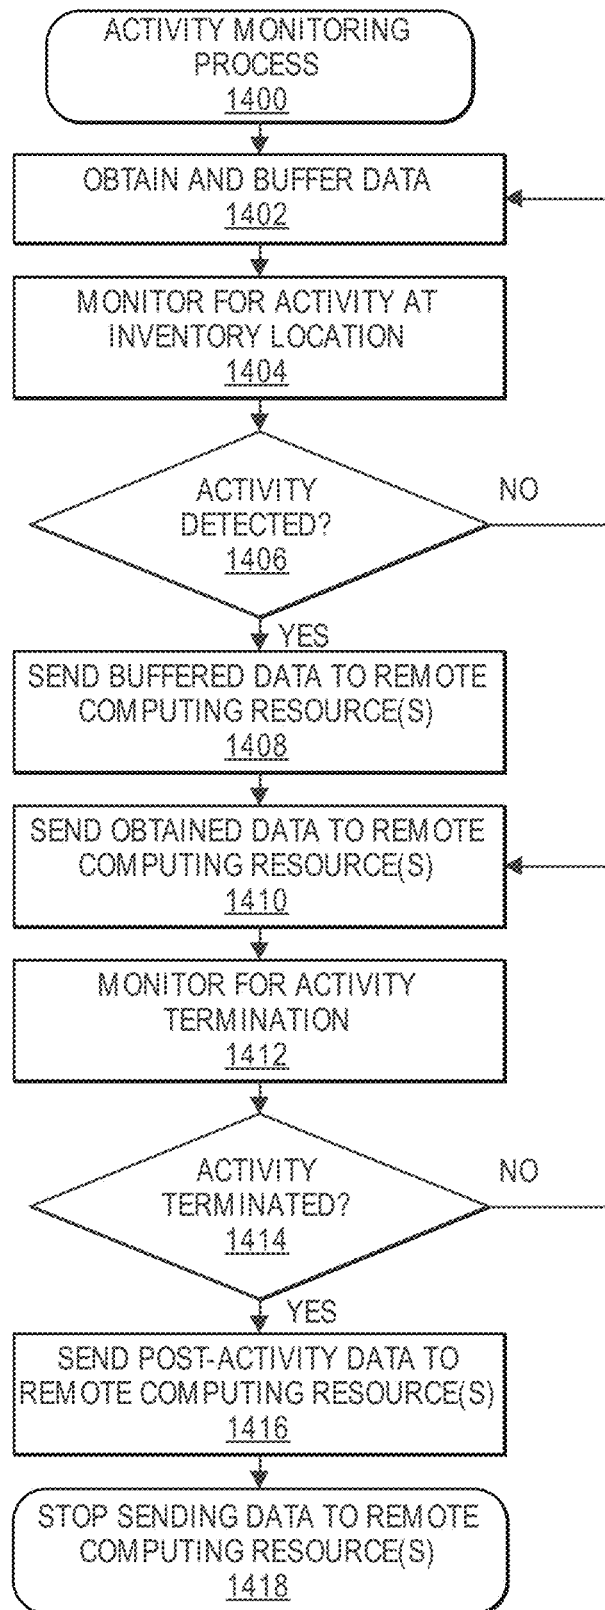 ACTIVITY MONITORING
PROCESS
1400
OBTAIN AND BUFFER DATA
1402
MONITOR FOR ACTIVITY AT
INVENTORY LOCATION
1404
ACTIVITY
DETECTED?
1406
NO
YES
SEND BUFFERED DATA TO REMOTE
COMPUTING RESOURCE(S)
1408
SEND OBTAINED DATA TO REMOTE
COMPUTING RESOURCE(S)
1410
MONITOR FOR ACTIVITY
TERMINATION
1412
ACTIVITY
TERMINATED?
1414
NO
YES
SEND POST-ACTIVITY DATA TO
REMOTE COMPUTING RESOURCE(S)
1416
STOP SENDING DATA TO REMOTE
COMPUTING RESOURCE(S)
1418